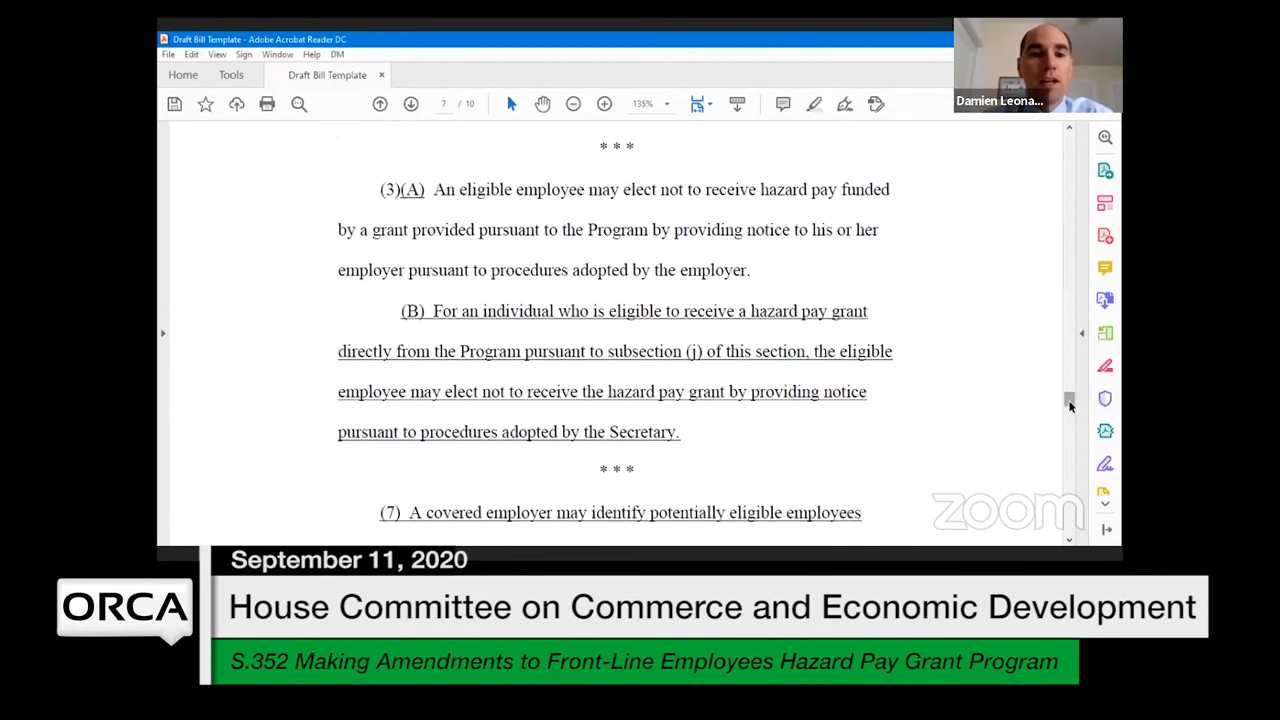 Draft Bill Template - Adobe Acrobat Reader DC
File Edit View Sign Window Help DM
Home Tools Draft Bill Template ×
7 / 10 135%
Damien Leona...
* * *
(3)(A) An eligible employee may elect not to receive hazard pay funded
by a grant provided pursuant to the Program by providing notice to his or her
employer pursuant to procedures adopted by the employer.
(B) For an individual who is eligible to receive a hazard pay grant
directly from the Program pursuant to subsection (j) of this section, the eligible
employee may elect not to receive the hazard pay grant by providing notice
pursuant to procedures adopted by the Secretary.
* * *
(7) A covered employer may identify potentially eligible employees
zoom
September 11, 2020
ORCA
House Committee on Commerce and Economic Development
S.352 Making Amendments to Front-Line Employees Hazard Pay Grant Program